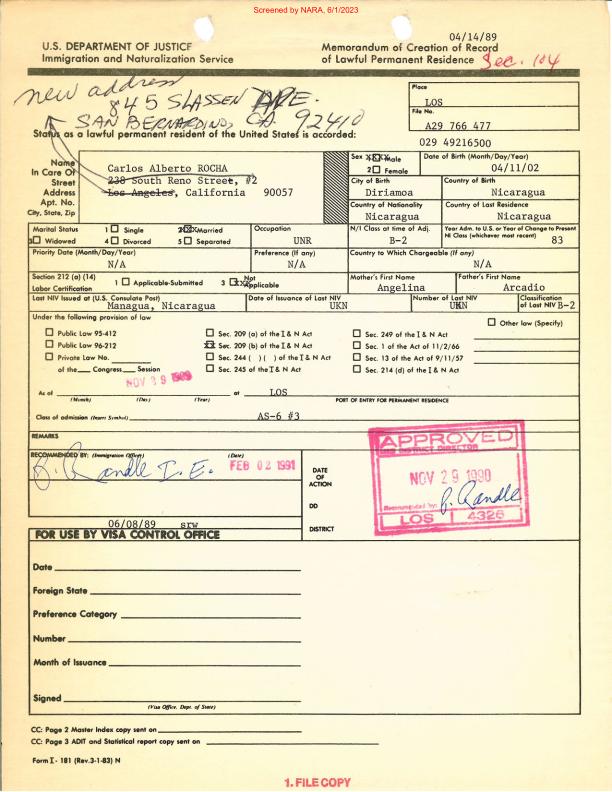 Screened by NARA, 6/1/2023
04/14/89
U.S. DEPARTMENT OF JUSTICE
Immigration and Naturalization Service
Memorandum of Creation of Record
of Lawful Permanent Residence
Sec. 104
new address
845 SLASSEN AVE.
SAN BERNARDINO, CA. 92410
Place
LOS
File No.
A29 766 477
029 49216500
Status as a lawful permanent resident of the United States is accorded:
Name
In Care Of
Street
Address
Apt. No.
City, State, Zip
Carlos Alberto ROCHA
238 South Reno Street, #2
Los Angeles, California 90057
Sex XXX Male
2 Female
Date of Birth (Month/Day/Year)
04/11/02
City of Birth
Diriamoa
Country of Birth
Nicaragua
Country of Nationality
Nicaragua
Country of Last Residence
Nicaragua
Marital Status 1 Single XX Married
3 Widowed 4 Divorced 5 Separated
Occupation
UNR
N/I Class at time of Adj.
B-2
Year Adm. to U.S. or Year of Change to Present
NI Class (whichever most recent) 83
Priority Date (Month/Day/Year)
N/A
Preference (If any)
N/A
Country to Which Chargeable (If any)
N/A
Section 212 (a) (14)
Labor Certification 1 Applicable-Submitted 3 XX Not Applicable
Mother's First Name
Angelina
Father's First Name
Arcadio
Last NIV Issued at (U.S. Consulate Post)
Managua, Nicaragua
Date of Issuance of Last NIV
UKN
Number of Last NIV
UKN
Classification
of Last NIV B-2
Under the following provision of law
Public Law 95-412
Public Law 96-212
Private Law No.
of the Congress, Session
Sec. 209 (a) of the I & N Act
XX Sec. 209 (b) of the I & N Act
Sec. 244 ( ) ( ) of the I & N Act
Sec. 245 of the I & N Act
Sec. 249 of the I & N Act
Sec. 1 of the Act of 11/2/66
Sec. 13 of the Act of 9/11/57
Sec. 214 (d) of the I & N Act
Other law (Specify)
As of at LOS
(Month) (Day) (Year)
PORT OF ENTRY FOR PERMANENT RESIDENCE
Class of admission (Insert Symbol) AS-6 #3
REMARKS
RECOMMENDED BY: (Immigration Officer) (Date)
R. Randle I.E.
FEB 02 1991
DATE
OF
ACTION
DD
DISTRICT
APPROVED
DISTRICT DIRECTOR
NOV 29 1990
Recommended by: R. Randle
LOS 4326
06/08/89 srw
FOR USE BY VISA CONTROL OFFICE
Date
Foreign State
Preference Category
Number
Month of Issuance
Signed
(Visa Office, Dept. of State)
CC: Page 2 Master Index copy sent on
CC: Page 3 ADIT and Statistical report copy sent on
Form I - 181 (Rev.3-1-83) N
1. FILE COPY